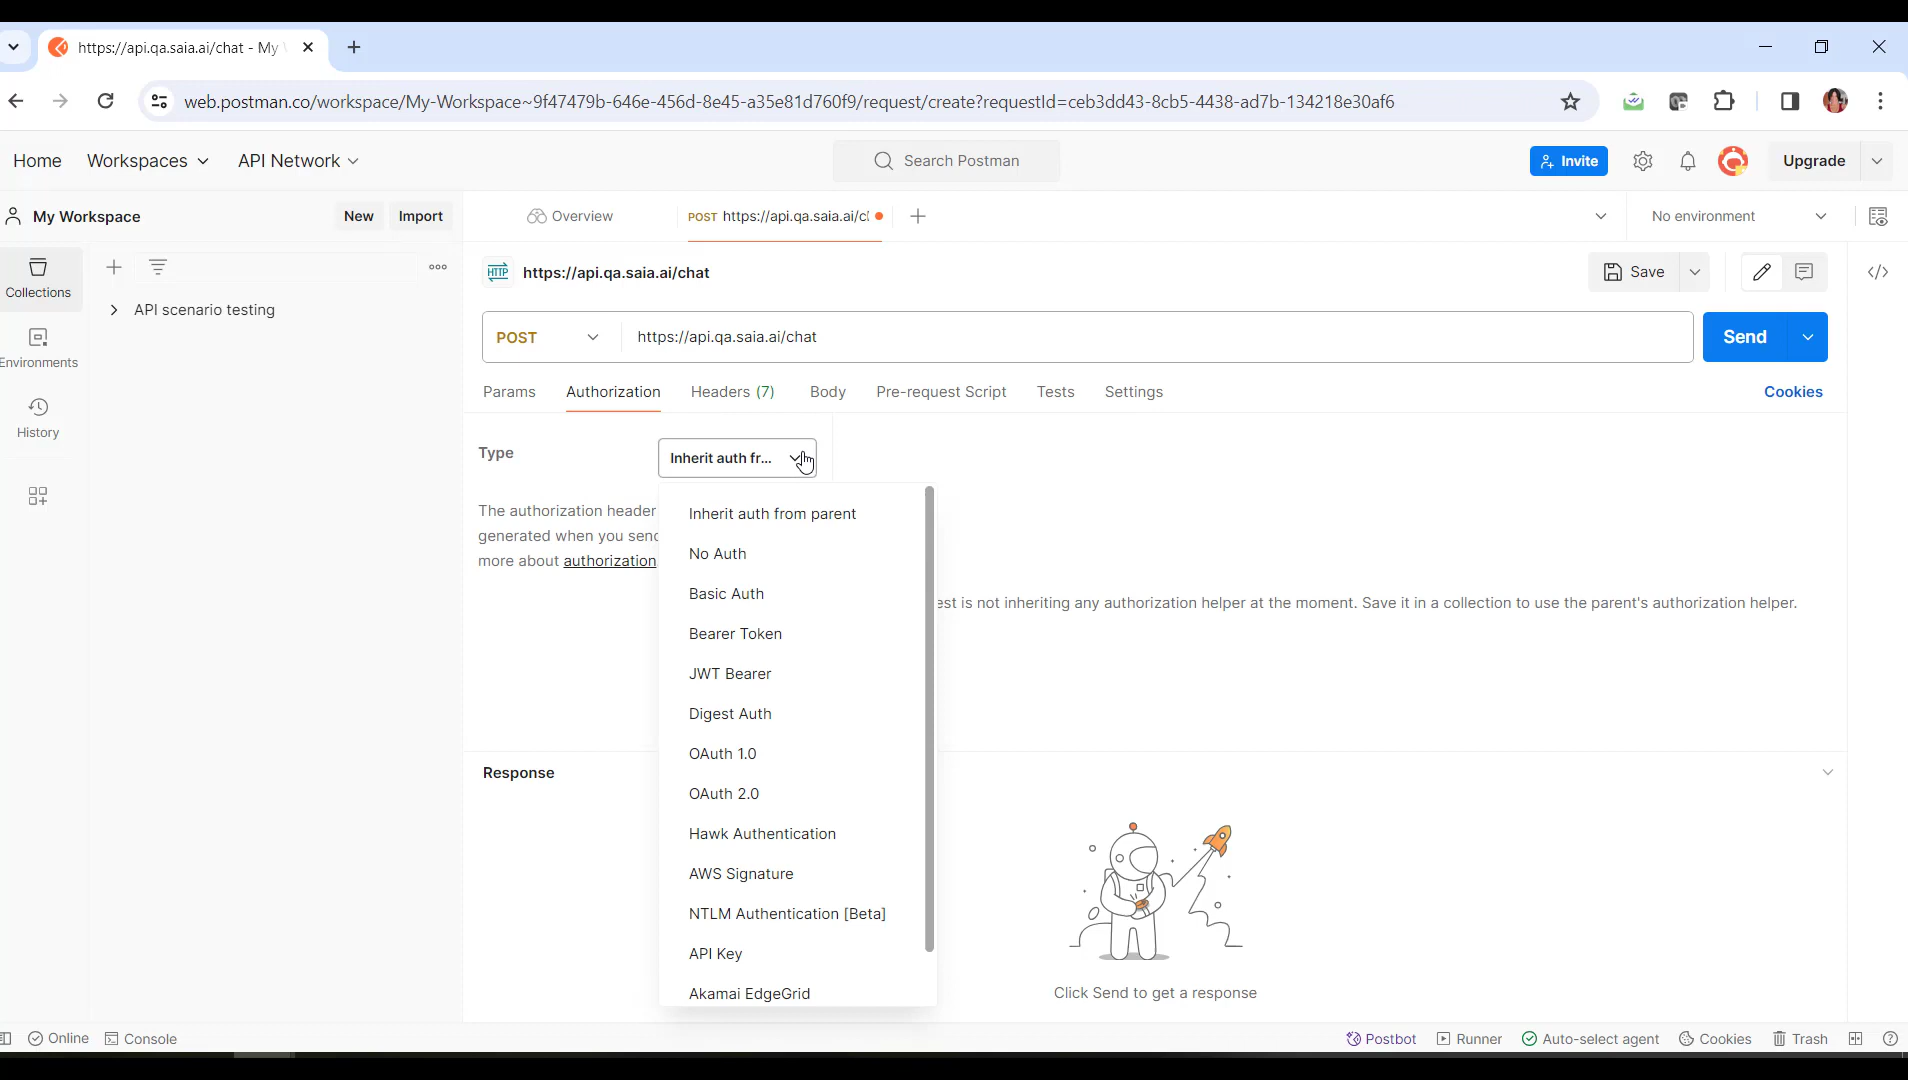 https://api.qa.saia.ai/chat - My
web.postman.co/workspace/My-Workspace~9f47479b-646e-456d-8e45-a35e81d760f9/request/create?requestId=ceb3dd43-8cb5-4438-ad7b-134218e30af6
Home Workspaces API Network Search Postman Invite Upgrade
My Workspace New Import Overview POST https://api.qa.saia.ai/cl No environment
Collections
API scenario testing
Environments
History
HTTP https://api.qa.saia.ai/chat Save
POST https://api.qa.saia.ai/chat Send
Params Authorization Headers (7) Body Pre-request Script Tests Settings Cookies
Type Inherit auth fr...
The authorization header
generated when you send
more about authorization
Inherit auth from parent
No Auth
Basic Auth
Bearer Token
JWT Bearer
Digest Auth
OAuth 1.0
OAuth 2.0
Hawk Authentication
AWS Signature
NTLM Authentication [Beta]
API Key
Akamai EdgeGrid
est is not inheriting any authorization helper at the moment. Save it in a collection to use the parent's authorization helper.
Response
Click Send to get a response
Online Console Postbot Runner Auto-select agent Cookies Trash